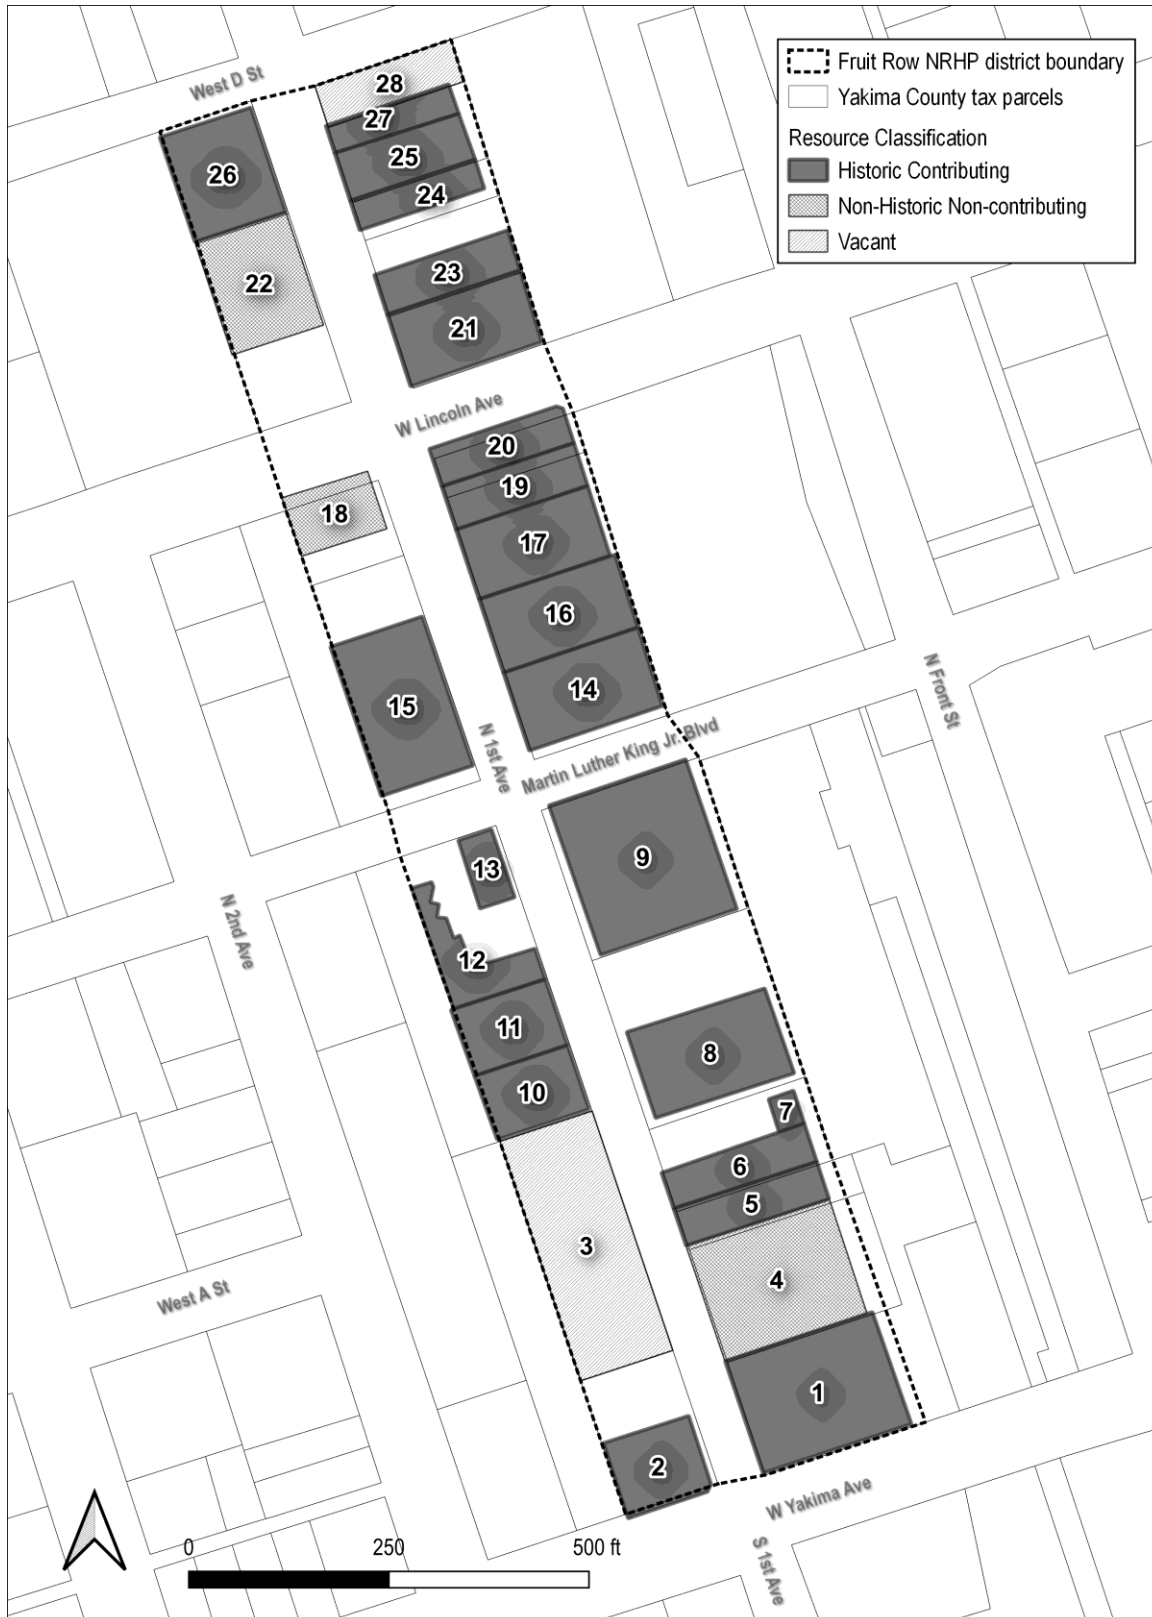 West D St
28
27
26
25
24
22
23
21
Fruit Row NRHP district boundary
Yakima County tax parcels
Resource Classification
Historic Contributing
Non-Historic Non-contributing
Vacant
W Lincoln Ave
20
19
18
17
16
14
15
N 1st Ave
Martin Luther King Jr. Blvd
N Front St
13
9
N 2nd Ave
12
11
10
8
7
6
5
3
4
West A St
1
2
W Yakima Ave
S 1st Ave
0 250 500 ft